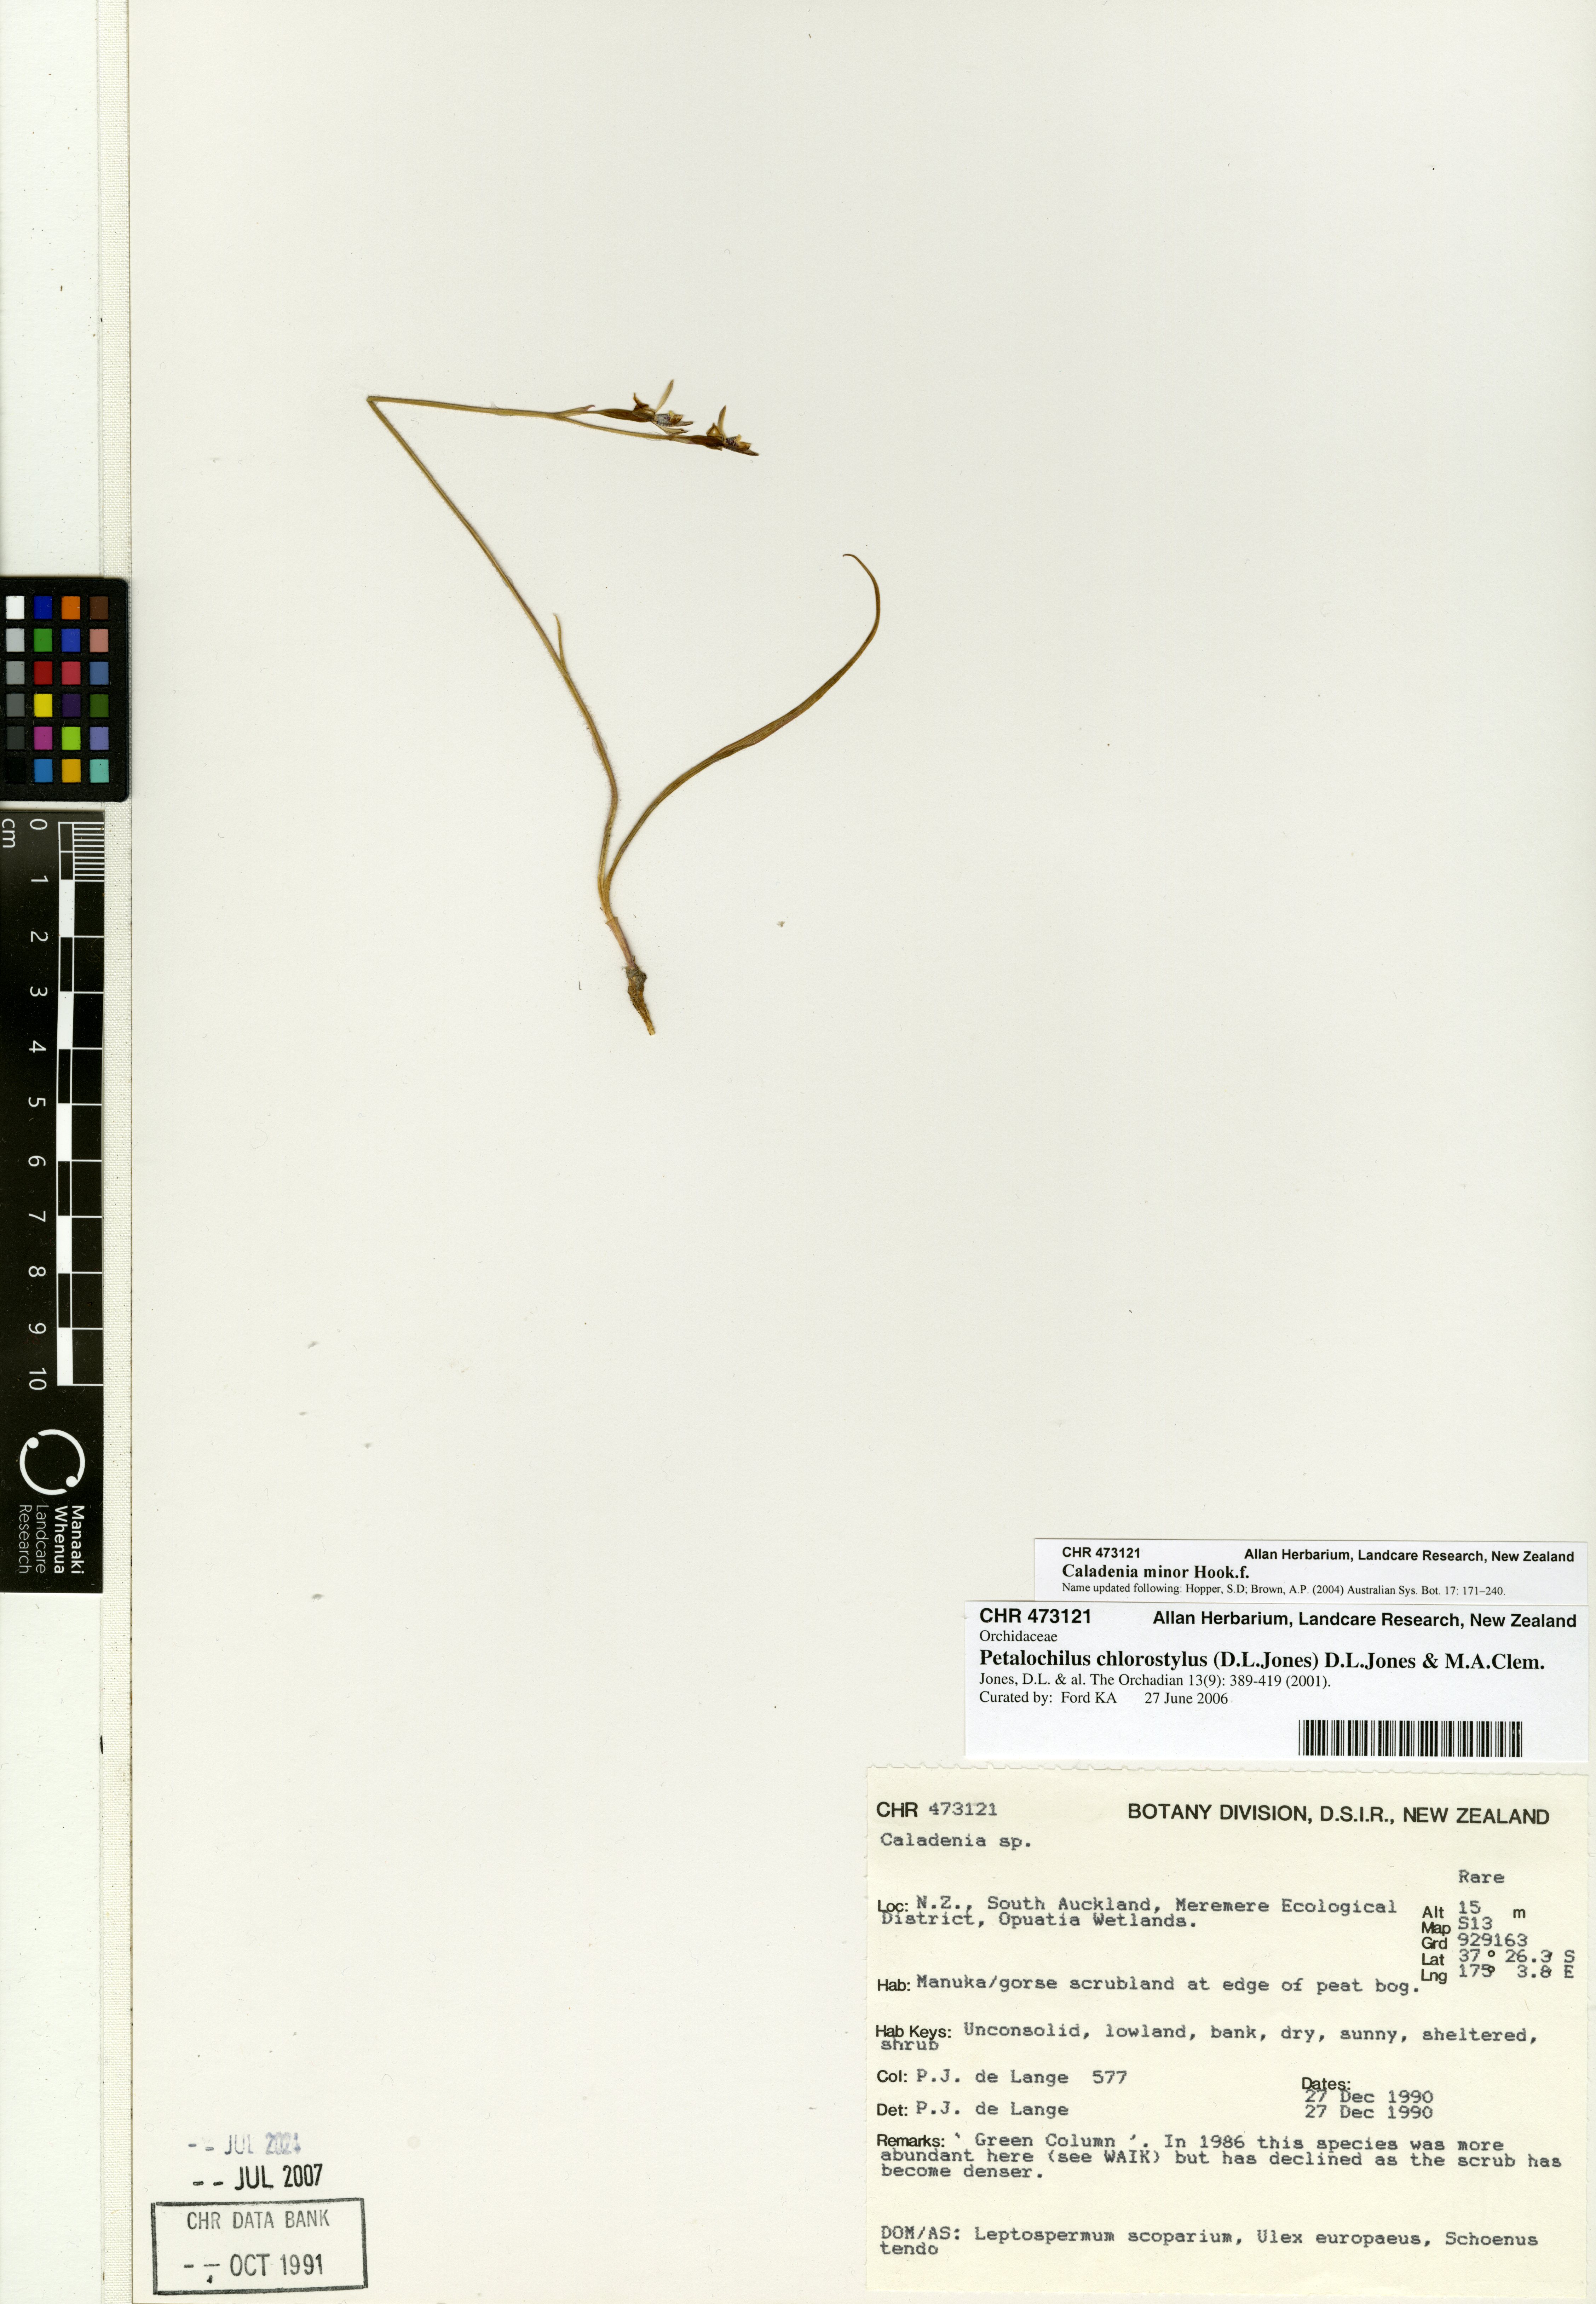 cm
0
1
2
3
4
5
6
7
8
9
10
Manaaki
Whenua
Landcare
Research
CHR 473121 Allan Herbarium, Landcare Research, New Zealand
Caladenia minor Hook.f.
Name updated following: Hopper, S.D; Brown, A.P. (2004) Australian Sys. Bot. 17: 171–240.
CHR 473121 Allan Herbarium, Landcare Research, New Zealand
Orchidaceae
Petalochilus chlorostylus (D.L.Jones) D.L.Jones & M.A.Clem.
Jones, D.L. & al. The Orchadian 13(9): 389-419 (2001).
Curated by: Ford KA 27 June 2006
CHR 473121 BOTANY DIVISION, D.S.I.R., NEW ZEALAND
Caladenia sp.
Rare
Loc: N.Z., South Auckland, Meremere Ecological
District, Opuatia Wetlands.
Alt 15 m
Map S13
Grd 929163
Lat 37° 26.3 S
Lng 175° 3.8 E
Hab: Manuka/gorse scrubland at edge of peat bog.
Hab Keys: Unconsolid, lowland, bank, dry, sunny, sheltered,
shrub
Col: P.J. de Lange 577
Dates:
27 Dec 1990
Det: P.J. de Lange 27 Dec 1990
Remarks: ' Green Column '. In 1986 this species was more
abundant here (see WAIK) but has declined as the scrub has
become denser.
DOM/AS: Leptospermum scoparium, Ulex europaeus, Schoenus
tendo
-- JUL
-- JUL 2007
CHR DATA BANK
-- OCT 1991